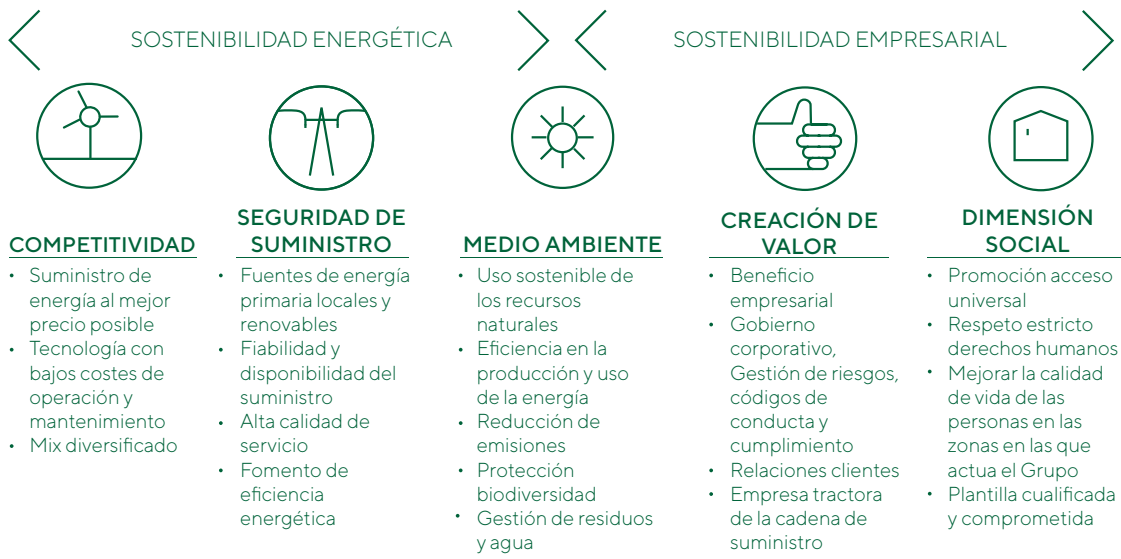 SOSTENIBILIDAD ENERGÉTICA
SOSTENIBILIDAD EMPRESARIAL
COMPETITIVIDAD
• Suministro de
energía al mejor
precio posible
• Tecnología con
bajos costes de
operación y
mantenimiento
• Mix diversificado
SEGURIDAD DE
SUMINISTRO
• Fuentes de energía
primaria locales y
renovables
• Fiabilidad y
disponibilidad del
suministro
• Alta calidad de
servicio
• Fomento de
eficiencia
energética
MEDIO AMBIENTE
• Uso sostenible de
los recursos
naturales
• Eficiencia en la
producción y uso
de la energía
• Reducción de
emisiones
• Protección
biodiversidad
• Gestión de residuos
y agua
CREACIÓN DE
VALOR
• Beneficio
empresarial
• Gobierno
corporativo,
Gestión de riesgos,
códigos de
conducta y
cumplimiento
• Relaciones clientes
• Empresa tractora
de la cadena de
suministro
DIMENSIÓN
SOCIAL
• Promoción acceso
universal
• Respeto estricto
derechos humanos
• Mejorar la calidad
de vida de las
personas en las
zonas en las que
actua el Grupo
• Plantilla cualificada
y comprometida